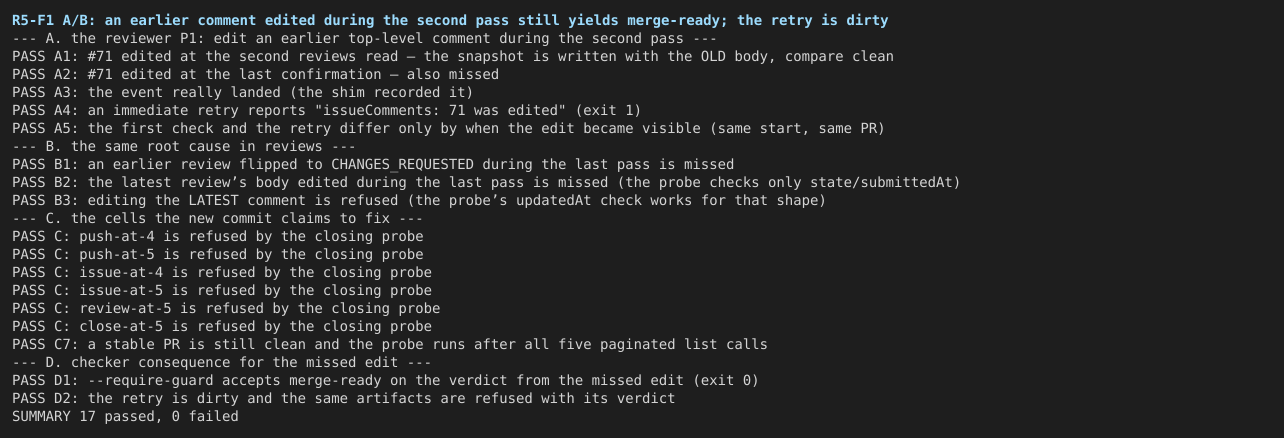 R5-F1 A/B: an earlier comment edited during the second pass still yields merge-ready; the retry is dirty
--- A. the reviewer P1: edit an earlier top-level comment during the second pass ---
PASS A1: #71 edited at the second reviews read — the snapshot is written with the OLD body, compare clean
PASS A2: #71 edited at the last confirmation — also missed
PASS A3: the event really landed (the shim recorded it)
PASS A4: an immediate retry reports "issueComments: 71 was edited" (exit 1)
PASS A5: the first check and the retry differ only by when the edit became visible (same start, same PR)
--- B. the same root cause in reviews ---
PASS B1: an earlier review flipped to CHANGES_REQUESTED during the last pass is missed
PASS B2: the latest review’s body edited during the last pass is missed (the probe checks only state/submittedAt)
PASS B3: editing the LATEST comment is refused (the probe’s updatedAt check works for that shape)
--- C. the cells the new commit claims to fix ---
PASS C: push-at-4 is refused by the closing probe
PASS C: push-at-5 is refused by the closing probe
PASS C: issue-at-4 is refused by the closing probe
PASS C: issue-at-5 is refused by the closing probe
PASS C: review-at-5 is refused by the closing probe
PASS C: close-at-5 is refused by the closing probe
PASS C7: a stable PR is still clean and the probe runs after all five paginated list calls
--- D. checker consequence for the missed edit ---
PASS D1: --require-guard accepts merge-ready on the verdict from the missed edit (exit 0)
PASS D2: the retry is dirty and the same artifacts are refused with its verdict
SUMMARY 17 passed, 0 failed